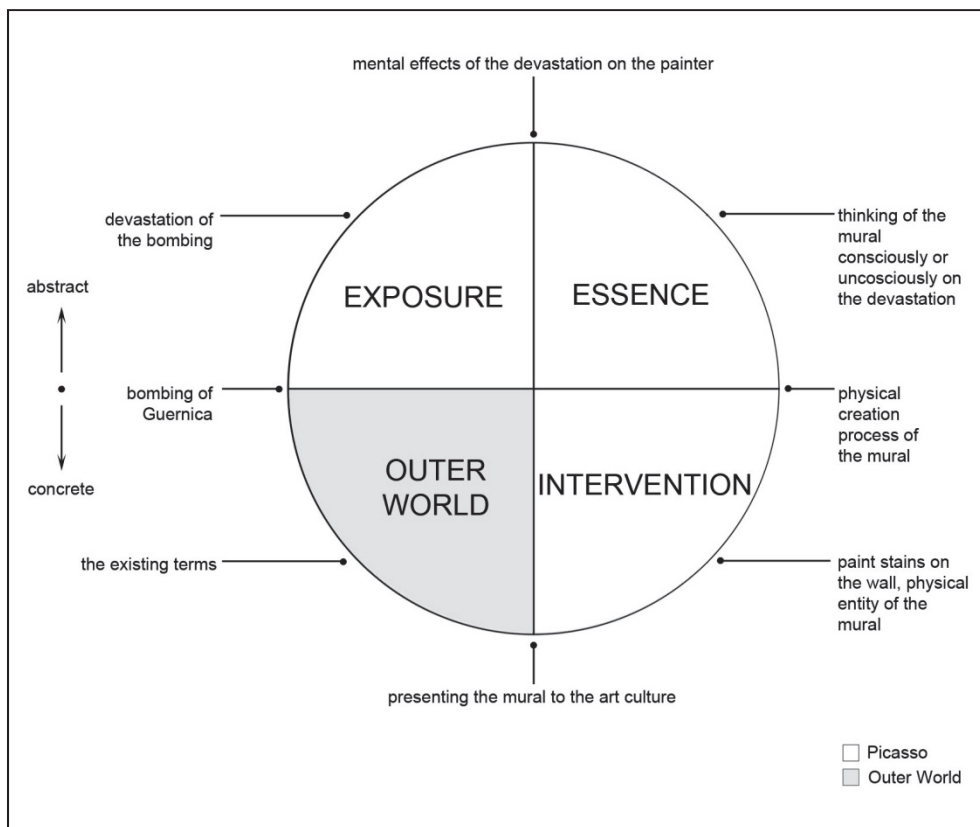 mental effects of the devastation on the painter
devastation of
the bombing
thinking of the
mural
consciously or
uncosciously on
the devastation
abstract
EXPOSURE
ESSENCE
bombing of
Guernica
physical
creation
process of
the mural
concrete
OUTER
WORLD
INTERVENTION
the existing terms
paint stains on
the wall, physical
entity of the
mural
presenting the mural to the art culture
Picasso
Outer World